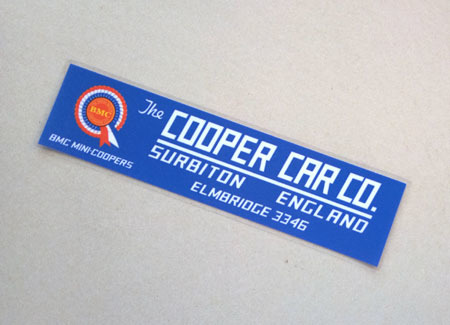 BMC
BMC MINI-COOPERS
The
COOPER CAR CO.
SURBITON ENGLAND
ELMBRIDGE 3346